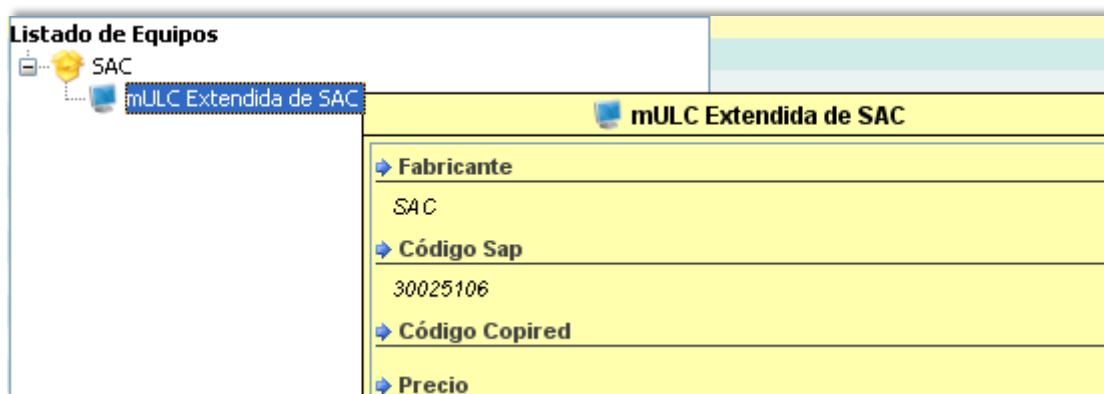 Listado de Equipos
SAC
mULC Extendida de SAC
mULC Extendida de SAC
Fabricante
SAC
Código Sap
30025106
Código Copired
Precio